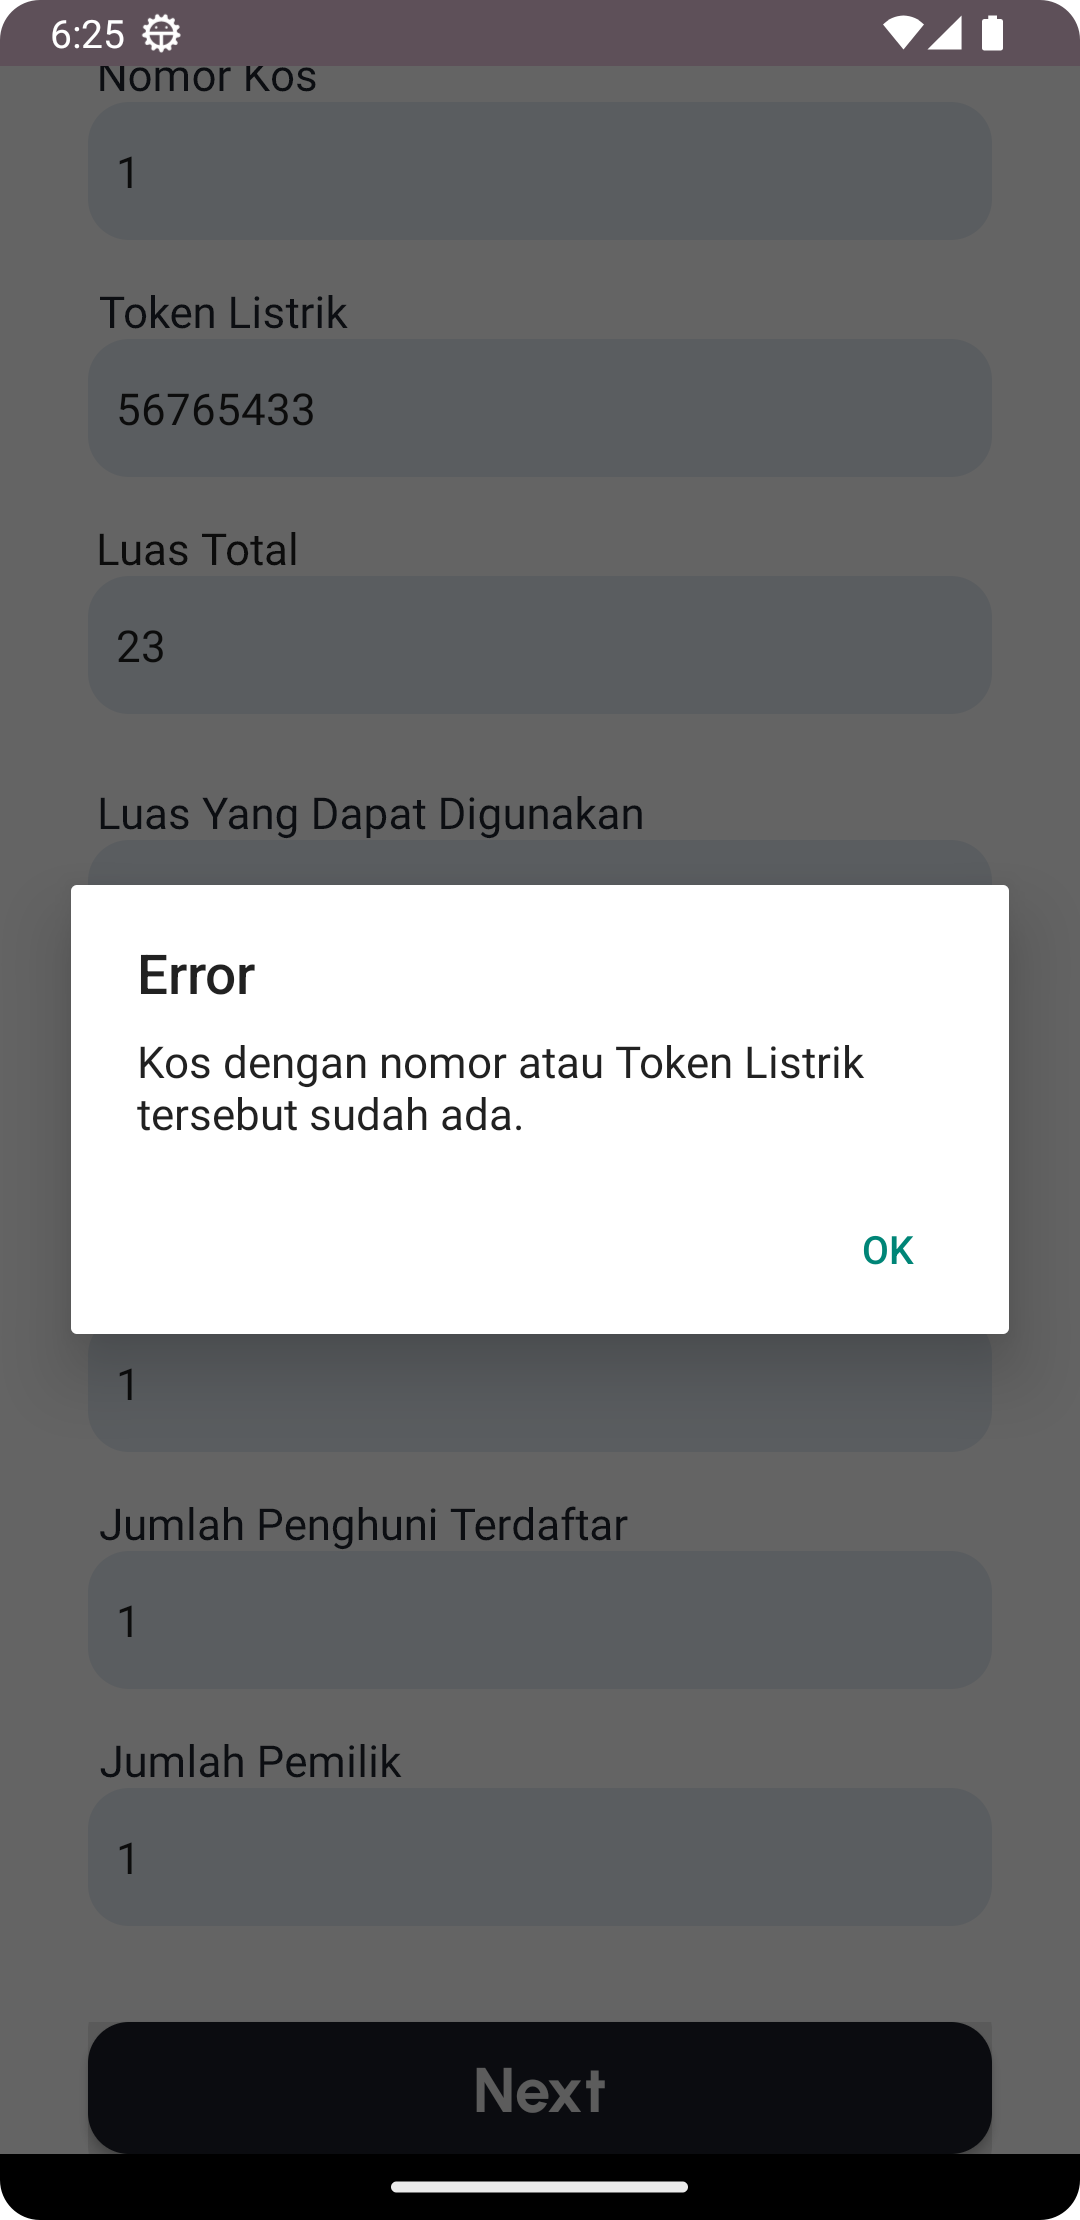 6:25
Nomor Kos
1
Token Listrik
56765433
Luas Total
23
Luas Yang Dapat Digunakan
Error
Kos dengan nomor atau Token Listrik
tersebut sudah ada.
OK
1
Jumlah Penghuni Terdaftar
1
Jumlah Pemilik
1
Next